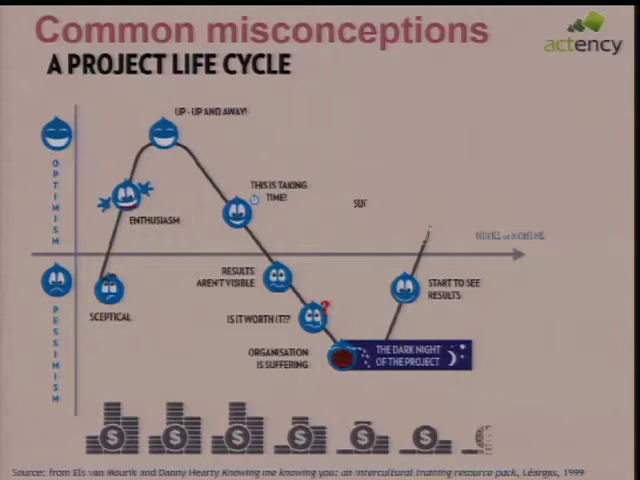 Common misconceptions
actency
A PROJECT LIFE CYCLE
UP - UP AND AWAY!
OPTIMISM
THIS IS TAKING
TIME!
ENTHUSIASM
RESULTS
AREN'T VISIBLE
START TO SEE
RESULTS
SCEPTICAL
IS IT WORTH IT??
?
ORGANISATION
IS SUFFERING
THE DARK NIGHT
OF THE PROJECT
PESSIMISM
$ $ $ $ $ $
Source: from Els van Mourik and Danny Hearty Knowing me knowing you: an intercultural training resource pack, Léargas, 1999